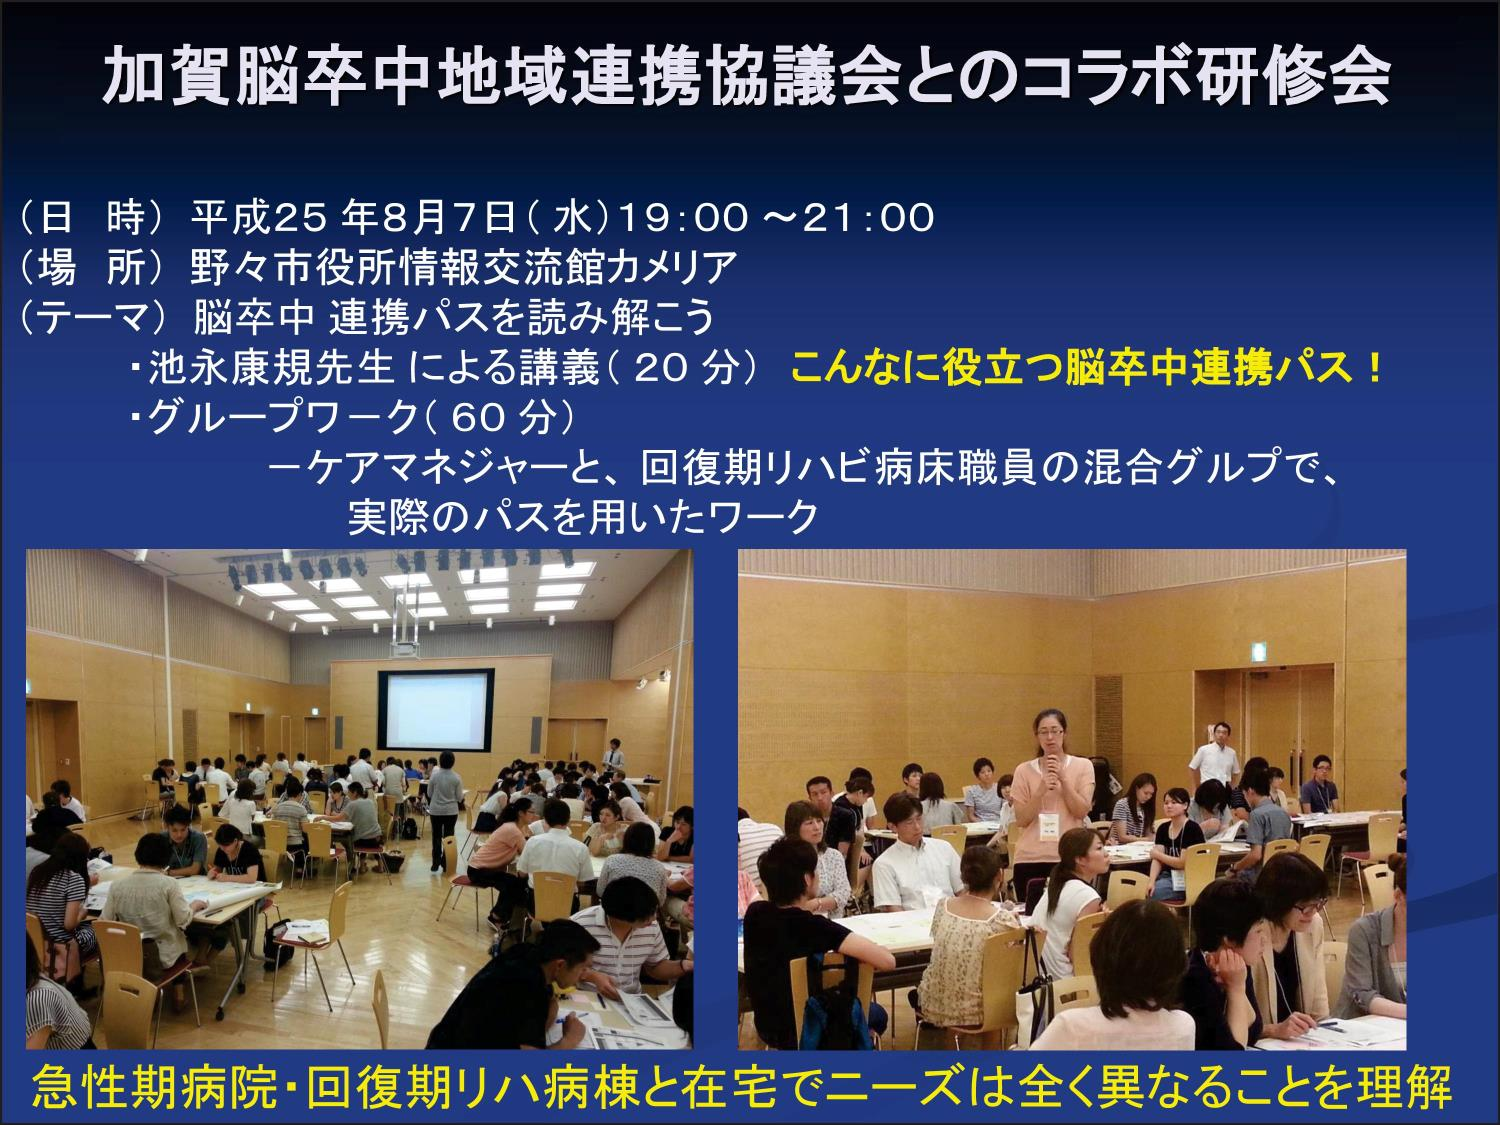 加賀脳卒中地域連携協議会とのコラボ研修会
（日　時） 平成25 年8月7日( 水)19:00 ～21:00
（場　所） 野々市役所情報交流館カメリア
（テーマ） 脳卒中 連携パスを読み解こう
・池永康規先生 による講義( 20 分） こんなに役立つ脳卒中連携パス！
・グループワーク( 60 分）
－ケアマネジャーと、回復期リハビ病床職員の混合グルプで、
実際のパスを用いたワーク
急性期病院・回復期リハ病棟と在宅でニーズは全く異なることを理解